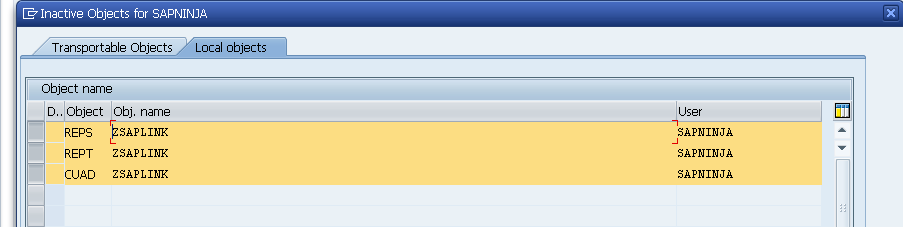 Inactive Objects for SAPNINJA
Transportable Objects Local objects
Object name
D.. Object Obj. name User
REPS ZSAPLINK SAPNINJA
REPT ZSAPLINK SAPNINJA
CUAD ZSAPLINK SAPNINJA